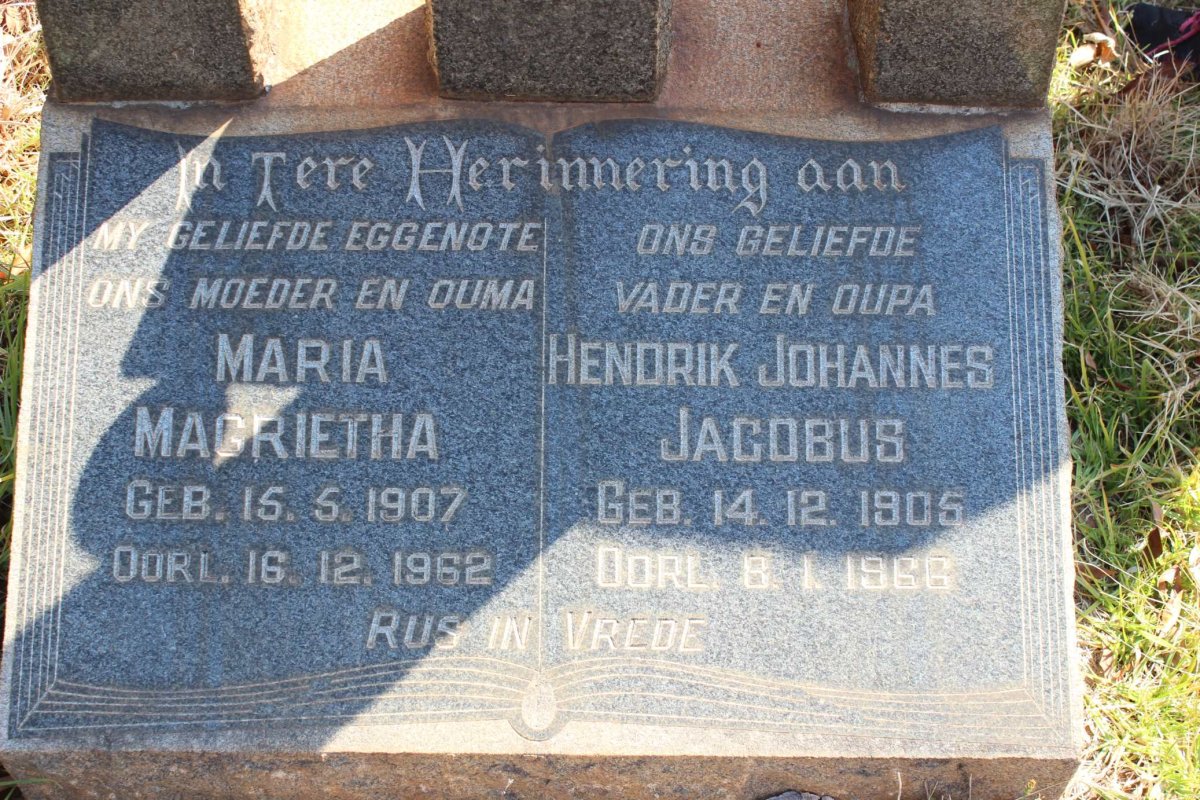 In Tere Herinnering aan
MY GELIEFDE EGGENOTE
ONS MOEDER EN OUMA
MARIA
MAGRIETHA
GEB. 15. 5. 1907
OORL. 16. 12. 1962
ONS GELIEFDE
VADER EN OUPA
HENDRIK JOHANNES
JACOBUS
GEB. 14. 12. 1905
OORL. 8. 1. 1966
RUS IN VREDE